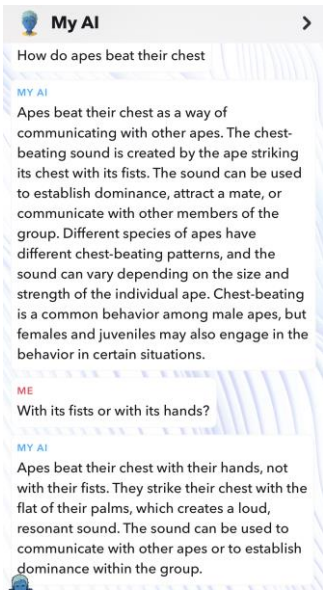 My AI
How do apes beat their chest
MY AI
Apes beat their chest as a way of
communicating with other apes. The chest-
beating sound is created by the ape striking
its chest with its fists. The sound can be used
to establish dominance, attract a mate, or
communicate with other members of the
group. Different species of apes have
different chest-beating patterns, and the
sound can vary depending on the size and
strength of the individual ape. Chest-beating
is a common behavior among male apes, but
females and juveniles may also engage in the
behavior in certain situations.
ME
With its fists or with its hands?
MY AI
Apes beat their chest with their hands, not
with their fists. They strike their chest with the
flat of their palms, which creates a loud,
resonant sound. The sound can be used to
communicate with other apes or to establish
dominance within the group.